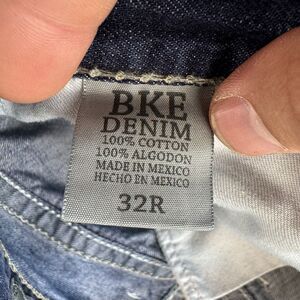 BKE
DENIM
100% COTTON
100% ALGODON
MADE IN MEXICO
HECHO EN MEXICO
32R